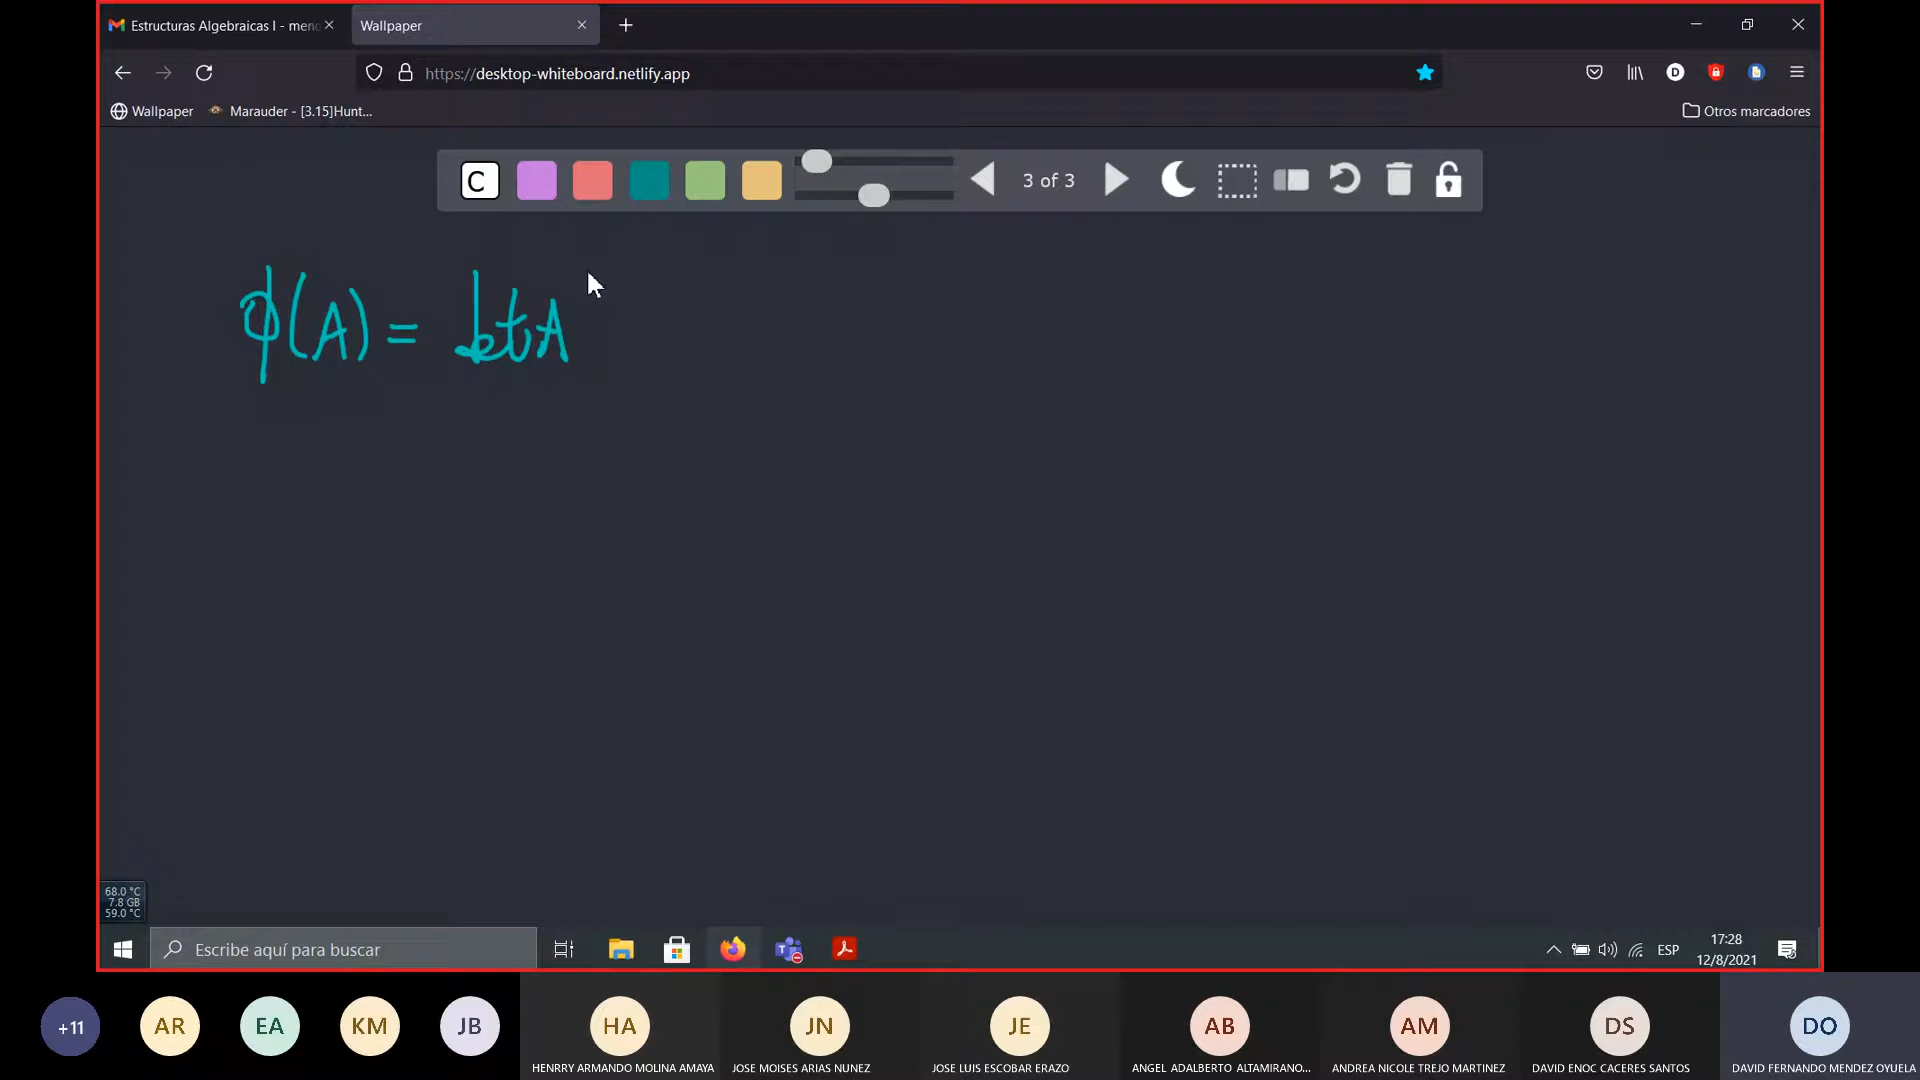 Estructuras Algebraicas I - menc
Wallpaper
https://desktop-whiteboard.netlify.app
D
Wallpaper
Marauder - [3.15]Hunt...
Otros marcadores
C
3 of 3
ϕ(A) = detA
68.0 °C
7.8 GB
59.0 °C
Escribe aquí para buscar
ESP
17:28
12/8/2021
+11
AR
EA
KM
JB
HA
JN
JE
AB
AM
DS
DO
HENRRY ARMANDO MOLINA AMAYA
JOSE MOISES ARIAS NUNEZ
JOSE LUIS ESCOBAR ERAZO
ANGEL ADALBERTO ALTAMIRANO...
ANDREA NICOLE TREJO MARTINEZ
DAVID ENOC CACERES SANTOS
DAVID FERNANDO MENDEZ OYUELA